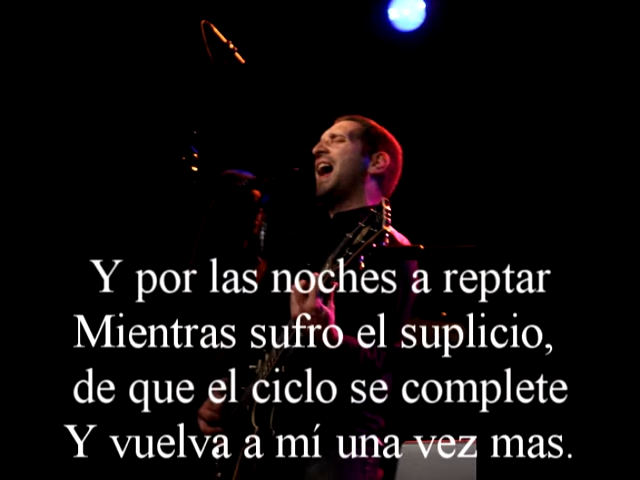 Y por las noches a reptar
Mientras sufro el suplicio,
de que el ciclo se complete
Y vuelva a mí una vez mas.